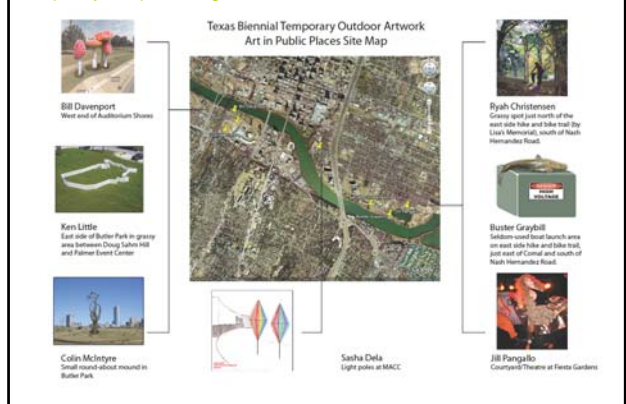 Texas Biennial Temporary Outdoor Artwork
Art in Public Places Site Map
Bill Davenport
West end of Auditorium Shores
Ken Little
East side of Butler Park in grassy
area between Doug Sahm Hill
and Palmer Event Center
Colin McIntyre
Small round-about mound in
Butler Park
Sasha Dela
Light poles at MACC
Ryah Christensen
Grassy spot just north of the
east side hike and bike trail (by
Lisa's Memorial), south of Nash
Hernandez Road.
DANGER
HIGH
VOLTAGE
Buster Graybill
Seldom-used boat launch area
on east side hike and bike trail,
just east of Comal and south of
Nash Hernandez Road.
Jill Pangallo
Courtyard/Theatre at Fiesta Gardens